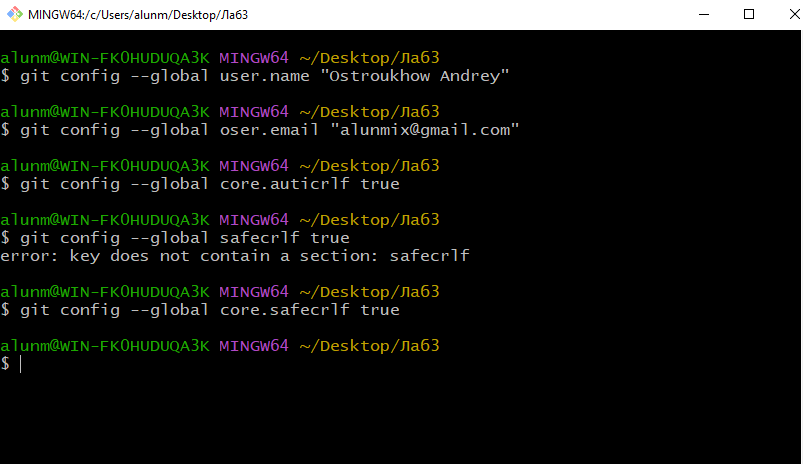 MINGW64:/c/Users/alunm/Desktop/Ла63
alunm@WIN-FK0HUDUQA3K MINGW64 ~/Desktop/Ла63
$ git config --global user.name "Ostroukhow Andrey"
alunm@WIN-FK0HUDUQA3K MINGW64 ~/Desktop/Ла63
$ git config --global oser.email "alunmix@gmail.com"
alunm@WIN-FK0HUDUQA3K MINGW64 ~/Desktop/Ла63
$ git config --global core.auticrlf true
alunm@WIN-FK0HUDUQA3K MINGW64 ~/Desktop/Ла63
$ git config --global safecrlf true
error: key does not contain a section: safecrlf
alunm@WIN-FK0HUDUQA3K MINGW64 ~/Desktop/Ла63
$ git config --global core.safecrlf true
alunm@WIN-FK0HUDUQA3K MINGW64 ~/Desktop/Ла63
$